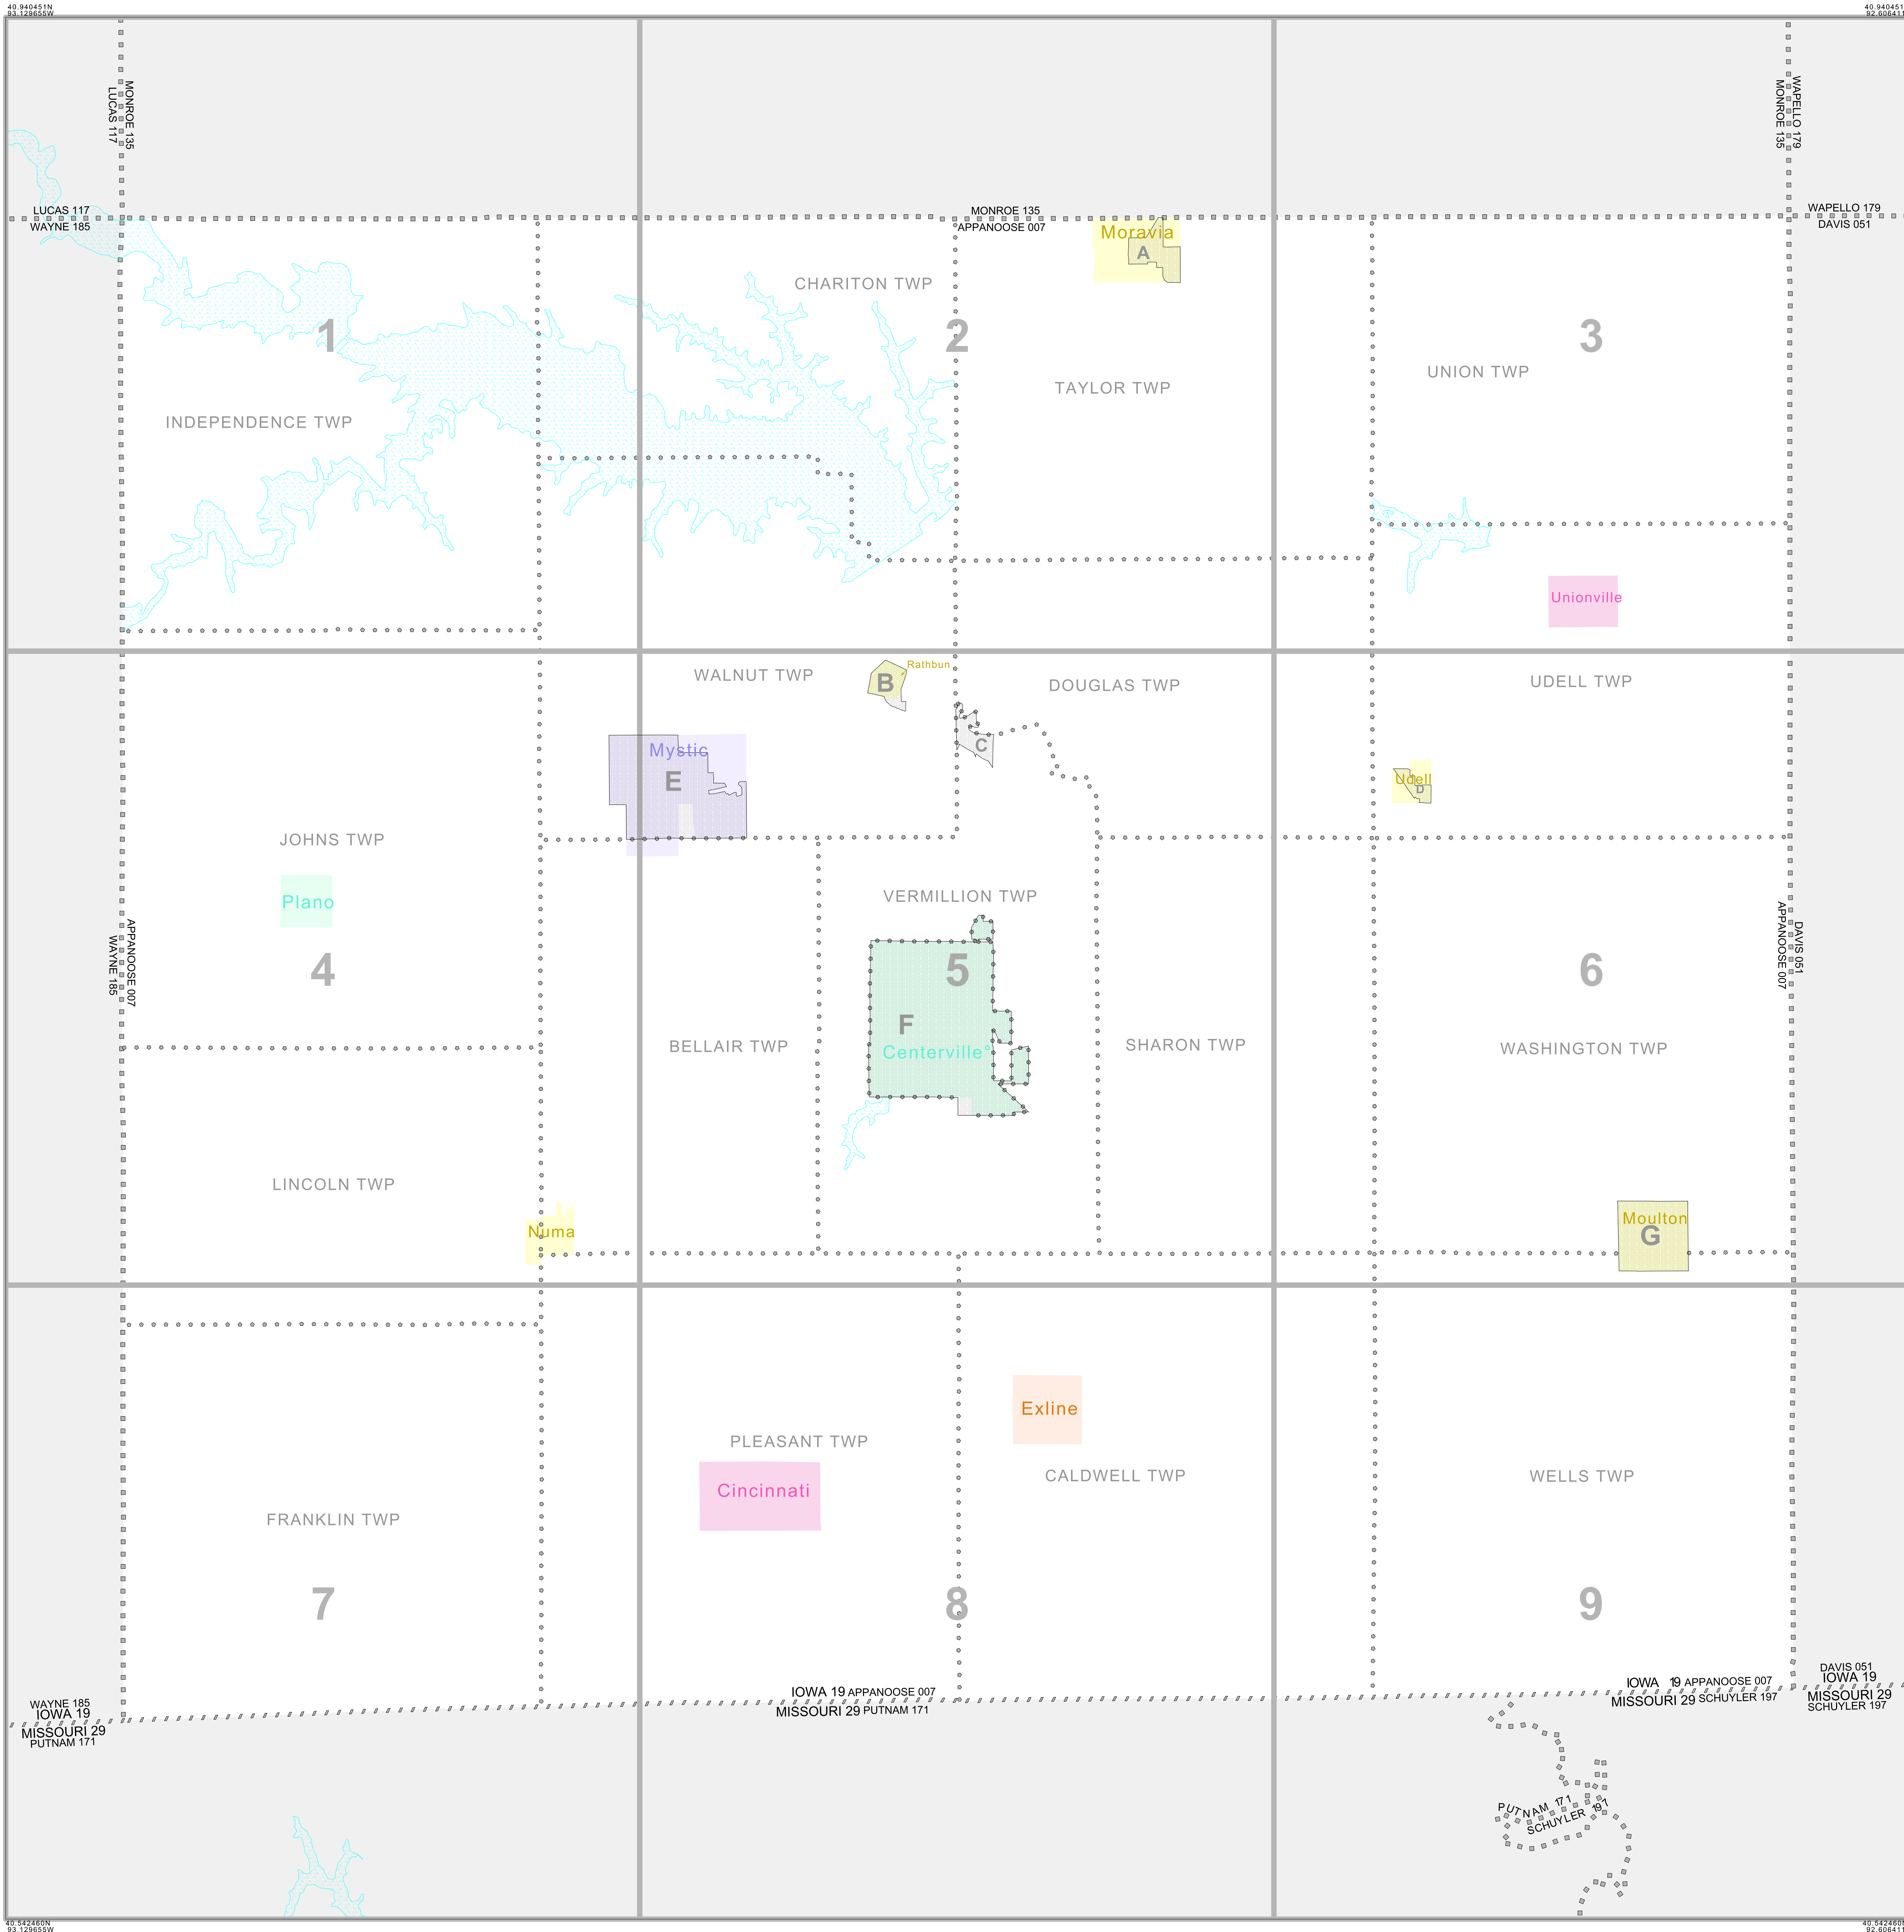 40.940451N
93.129655W
40.940451
92.606411
LUCAS 117
MONROE 135
MONROE 135
WAPELLO 179
LUCAS 117
WAYNE 185
MONROE 135
APPANOOSE 007
WAPELLO 179
DAVIS 051
Moravia
A
CHARITON TWP
1
2
3
UNION TWP
TAYLOR TWP
INDEPENDENCE TWP
Unionville
Rathbun
WALNUT TWP
B
DOUGLAS TWP
UDELL TWP
Mystic
C
E
Udell
D
JOHNS TWP
Plano
VERMILLION TWP
WAYNE 185
APPANOOSE 007
APPANOOSE 007
DAVIS 051
4
5
6
F
Centerville°
BELLAIR TWP
SHARON TWP
WASHINGTON TWP
LINCOLN TWP
Numa
Moulton
G
Exline
PLEASANT TWP
CALDWELL TWP
WELLS TWP
Cincinnati
FRANKLIN TWP
7
8
9
WAYNE 185
IOWA 19
MISSOURI 29
PUTNAM 171
IOWA 19 APPANOOSE 007
MISSOURI 29 PUTNAM 171
IOWA 19 APPANOOSE 007
MISSOURI 29 SCHUYLER 197
DAVIS 051
IOWA 19
MISSOURI 29
SCHUYLER 197
PUTNAM 171
SCHUYLER 197
40.542460N
93.129655W
40.542460N
92.606411